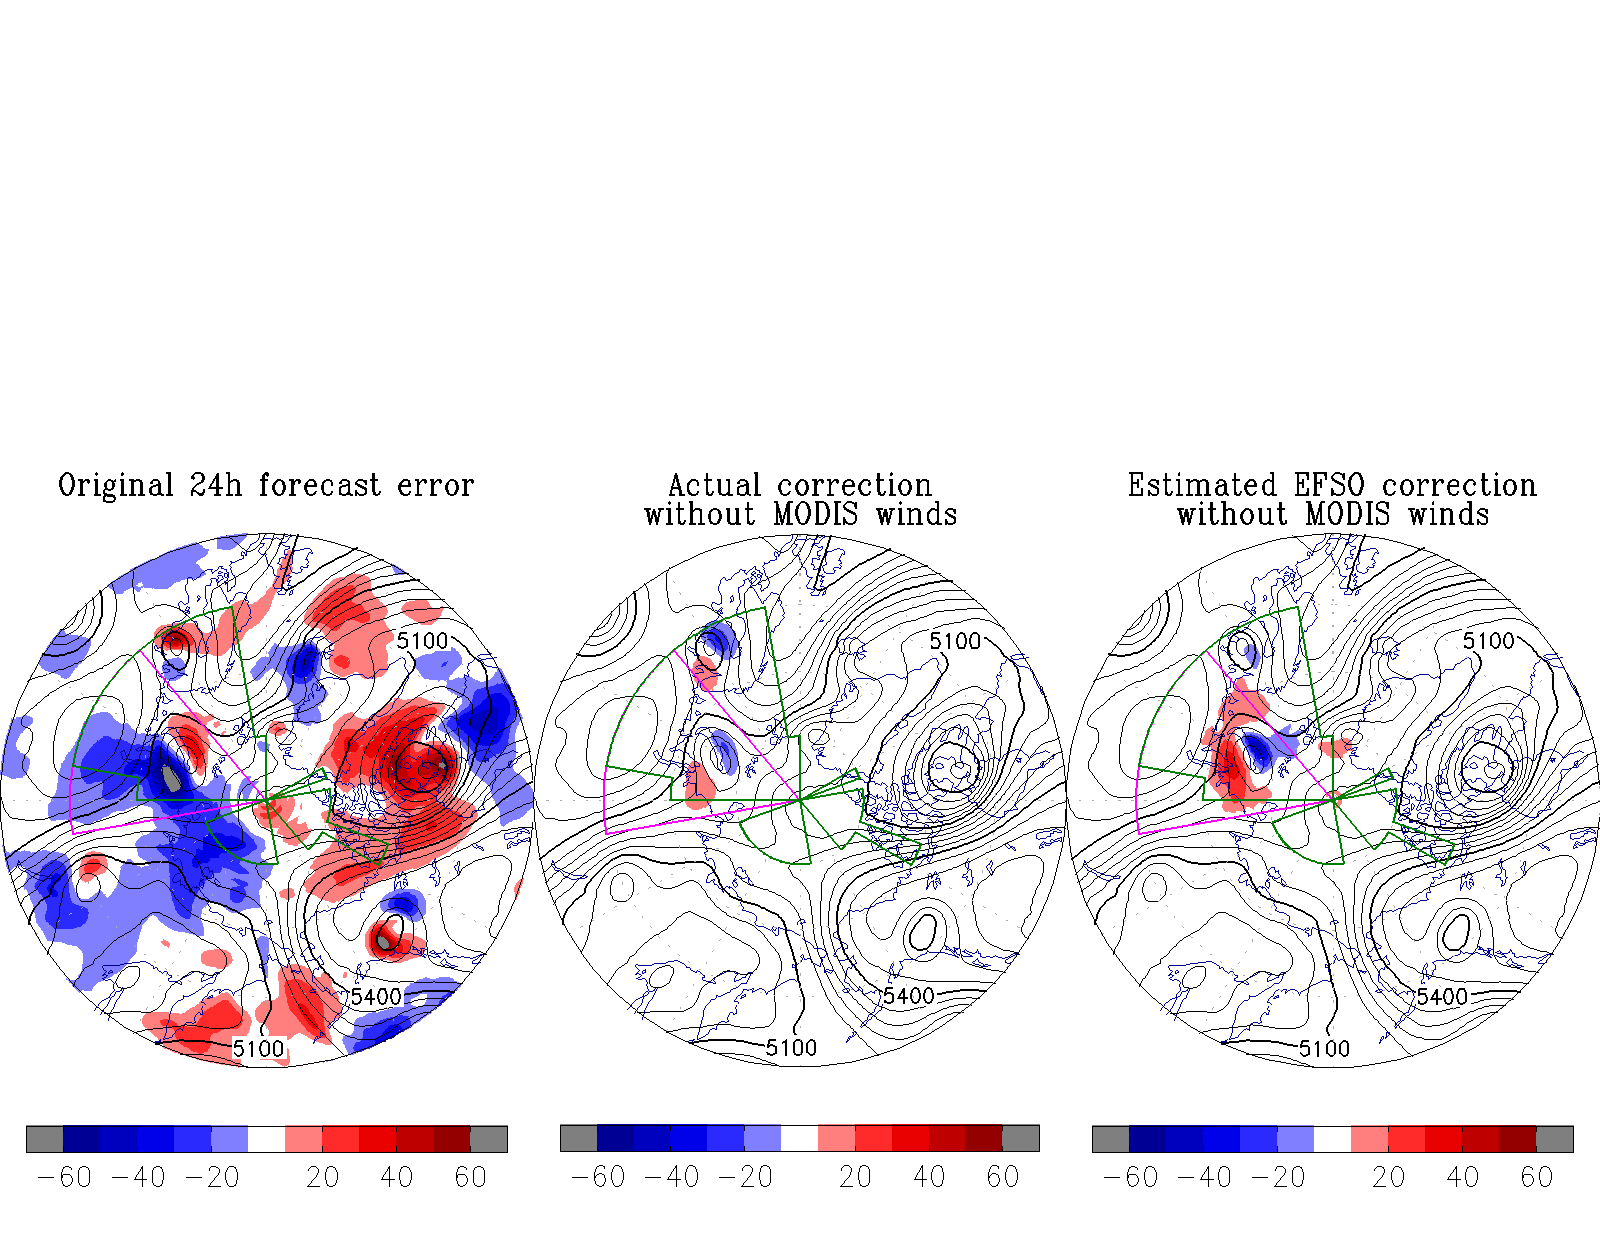 Original 24h forecast error
Actual correction
without MODIS winds
Estimated EFSO correction
without MODIS winds
5100
5400
5100
5100
5400
5100
5100
5400
5100
−60 −40 −20 20 40 60
−60 −40 −20 20 40 60
−60 −40 −20 20 40 60